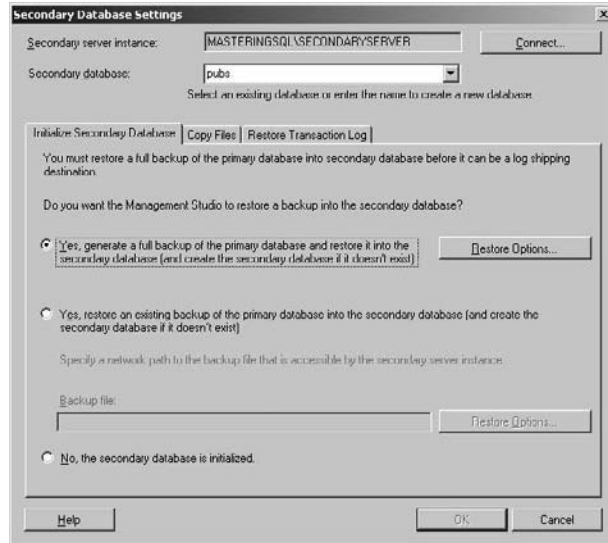 Secondary Database Settings
Secondary server instance:
MASTERINGSQL\SECONDARYSERVER
Connect...
Secondary database:
pubs
Select an existing database or enter the name to create a new database.
Initialize Secondary Database
Copy Files
Restore Transaction Log
You must restore a full backup of the primary database into secondary database before it can be a log shipping
destination.
Do you want the Management Studio to restore a backup into the secondary database?
Yes, generate a full backup of the primary database and restore it into the
secondary database (and create the secondary database if it doesn't exist)
Restore Options...
Yes, restore an existing backup of the primary database into the secondary database (and create the
secondary database if it doesn't exist)
Specify a network path to the backup file that is accessible by the secondary server instance.
Backup file:
Restore Options...
No, the secondary database is initialized.
Help
OK
Cancel